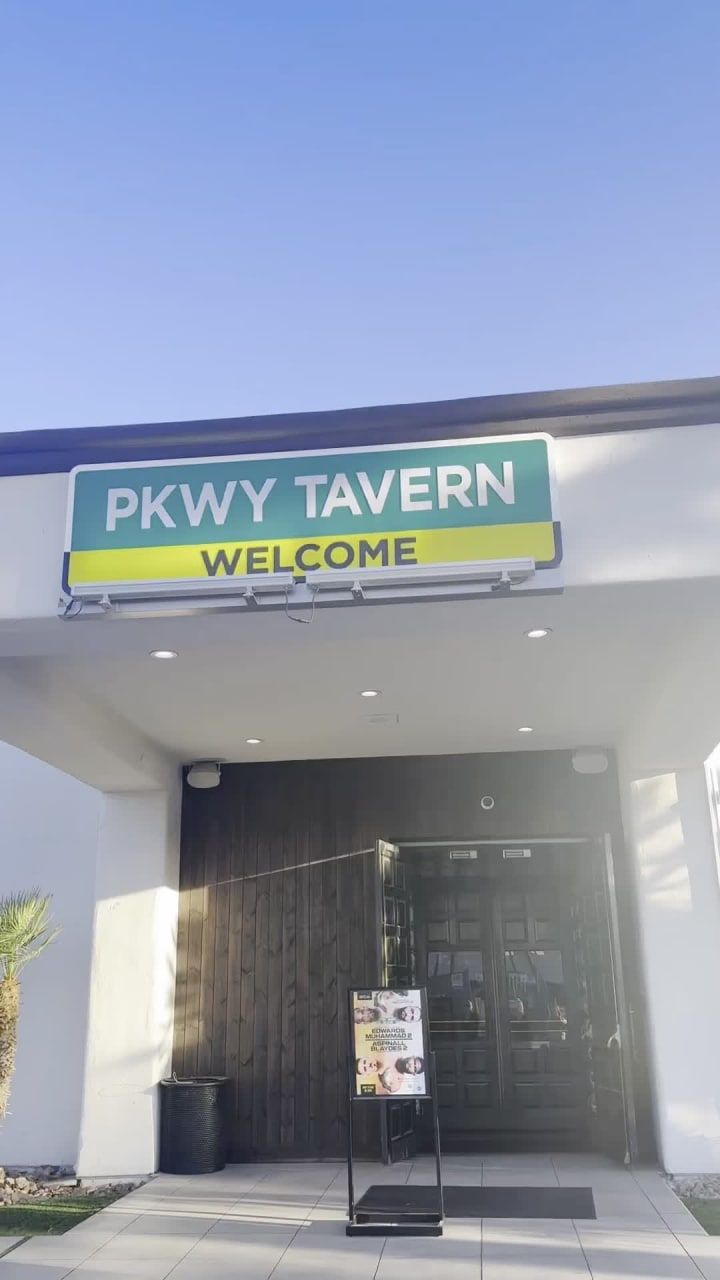 PKWY TAVERN
WELCOME
EDWARDS
MUHAMMAD 2
ASPINALL
BLAYDES 2